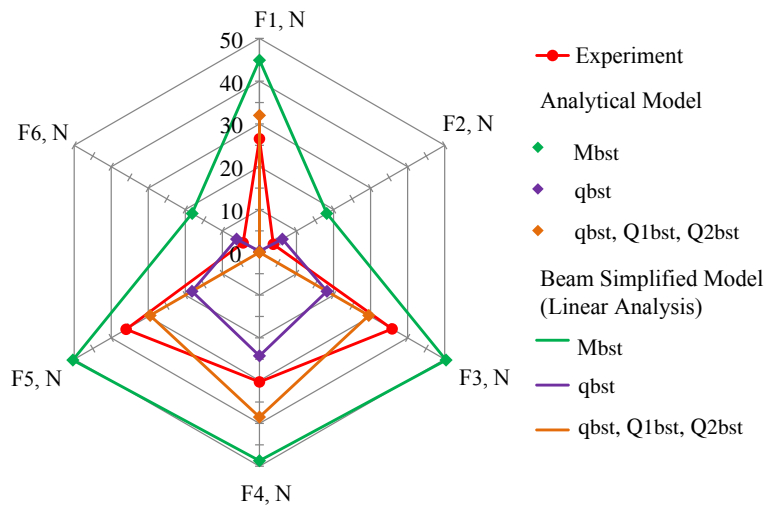 F1, N
50
40
30
20
10
0
F2, N
F3, N
F4, N
F5, N
F6, N
Experiment
Analytical Model
Mbst
qbst
qbst, Q1bst, Q2bst
Beam Simplified Model
(Linear Analysis)
Mbst
qbst
qbst, Q1bst, Q2bst